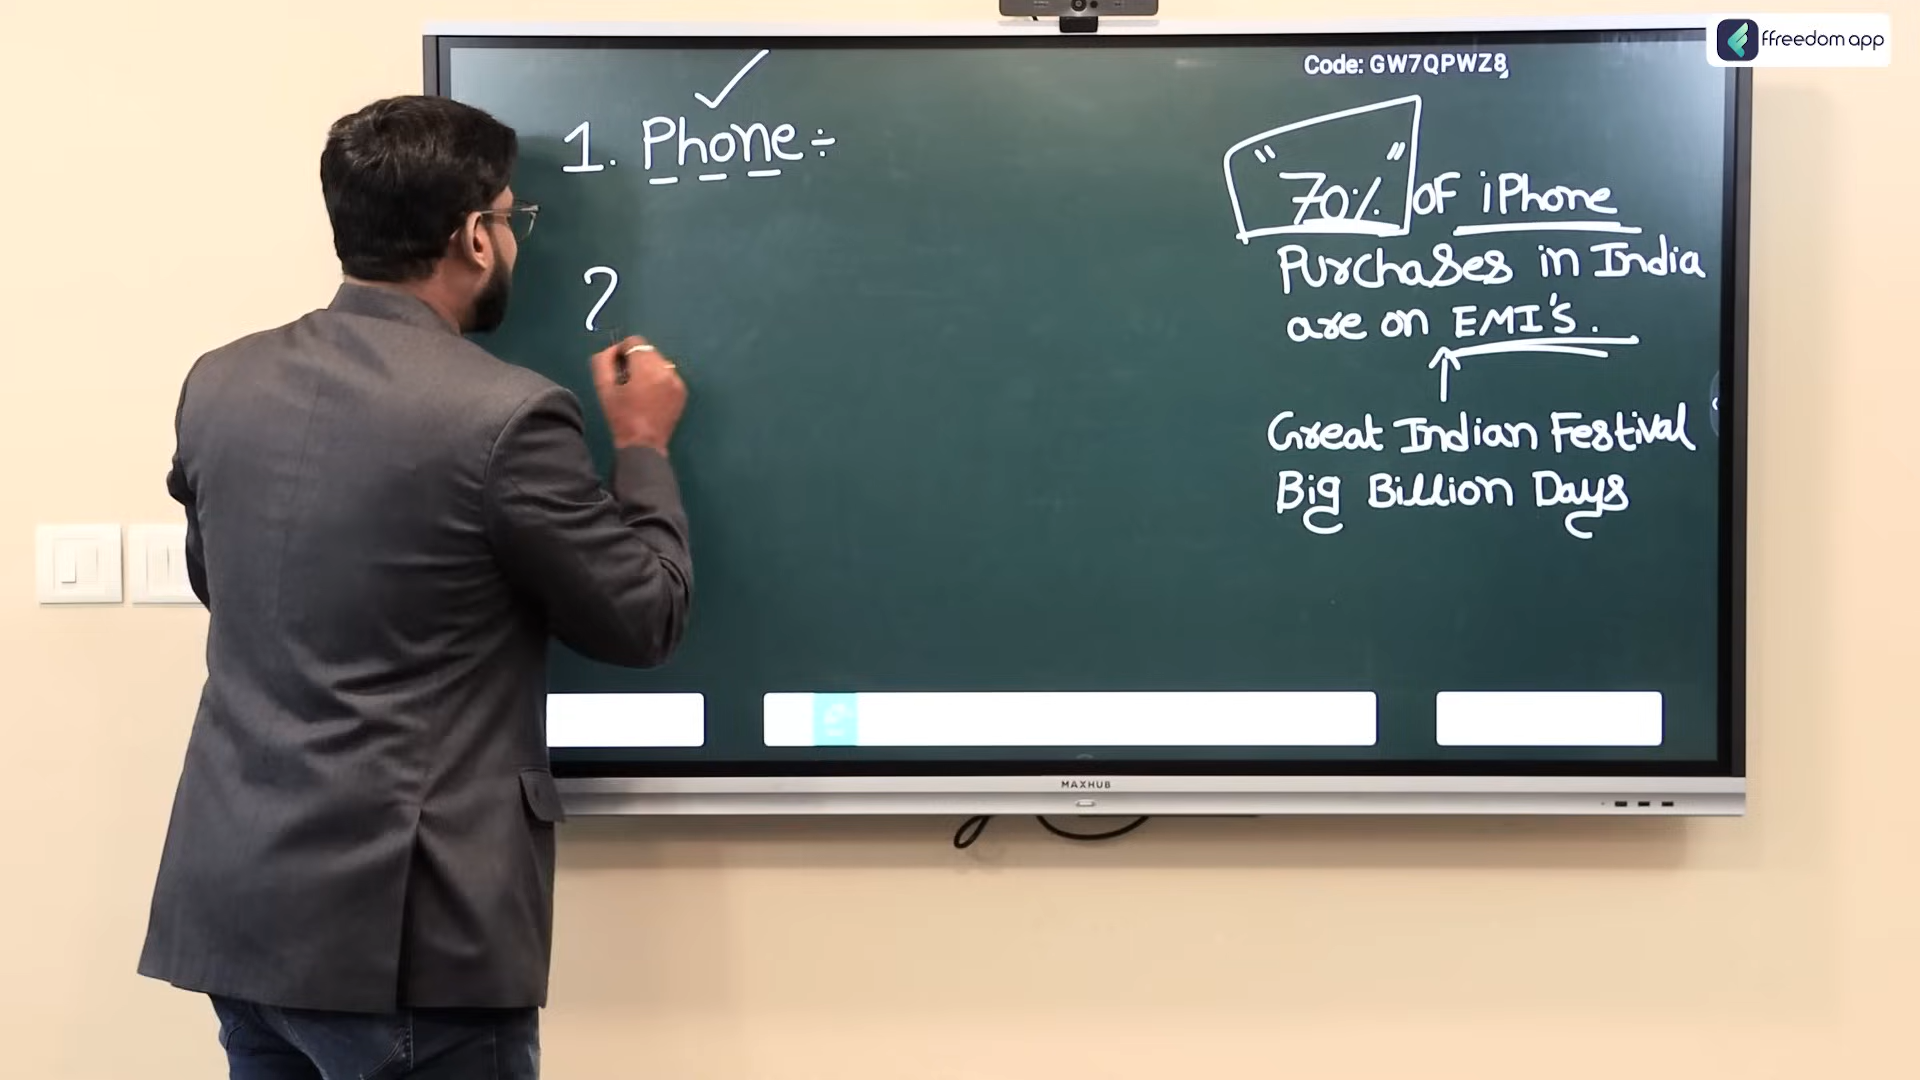 ffreedom app
Code: GW7QPWZ8
1. Phone÷
"70%" OF iPhone
Purchases in India
are on EMI'S.
2
Great Indian Festival
Big Billion Days
MAXHUB